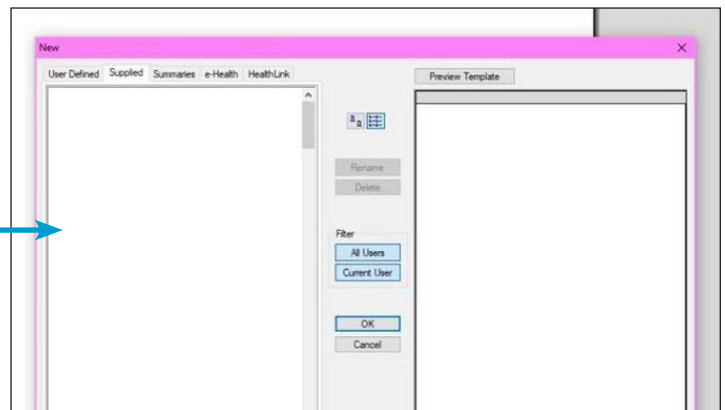 New
User Defined Supplied Summaries e-Health HealthLink
Preview Template
Rename
Delete
Filter
All Users
Current User
OK
Cancel